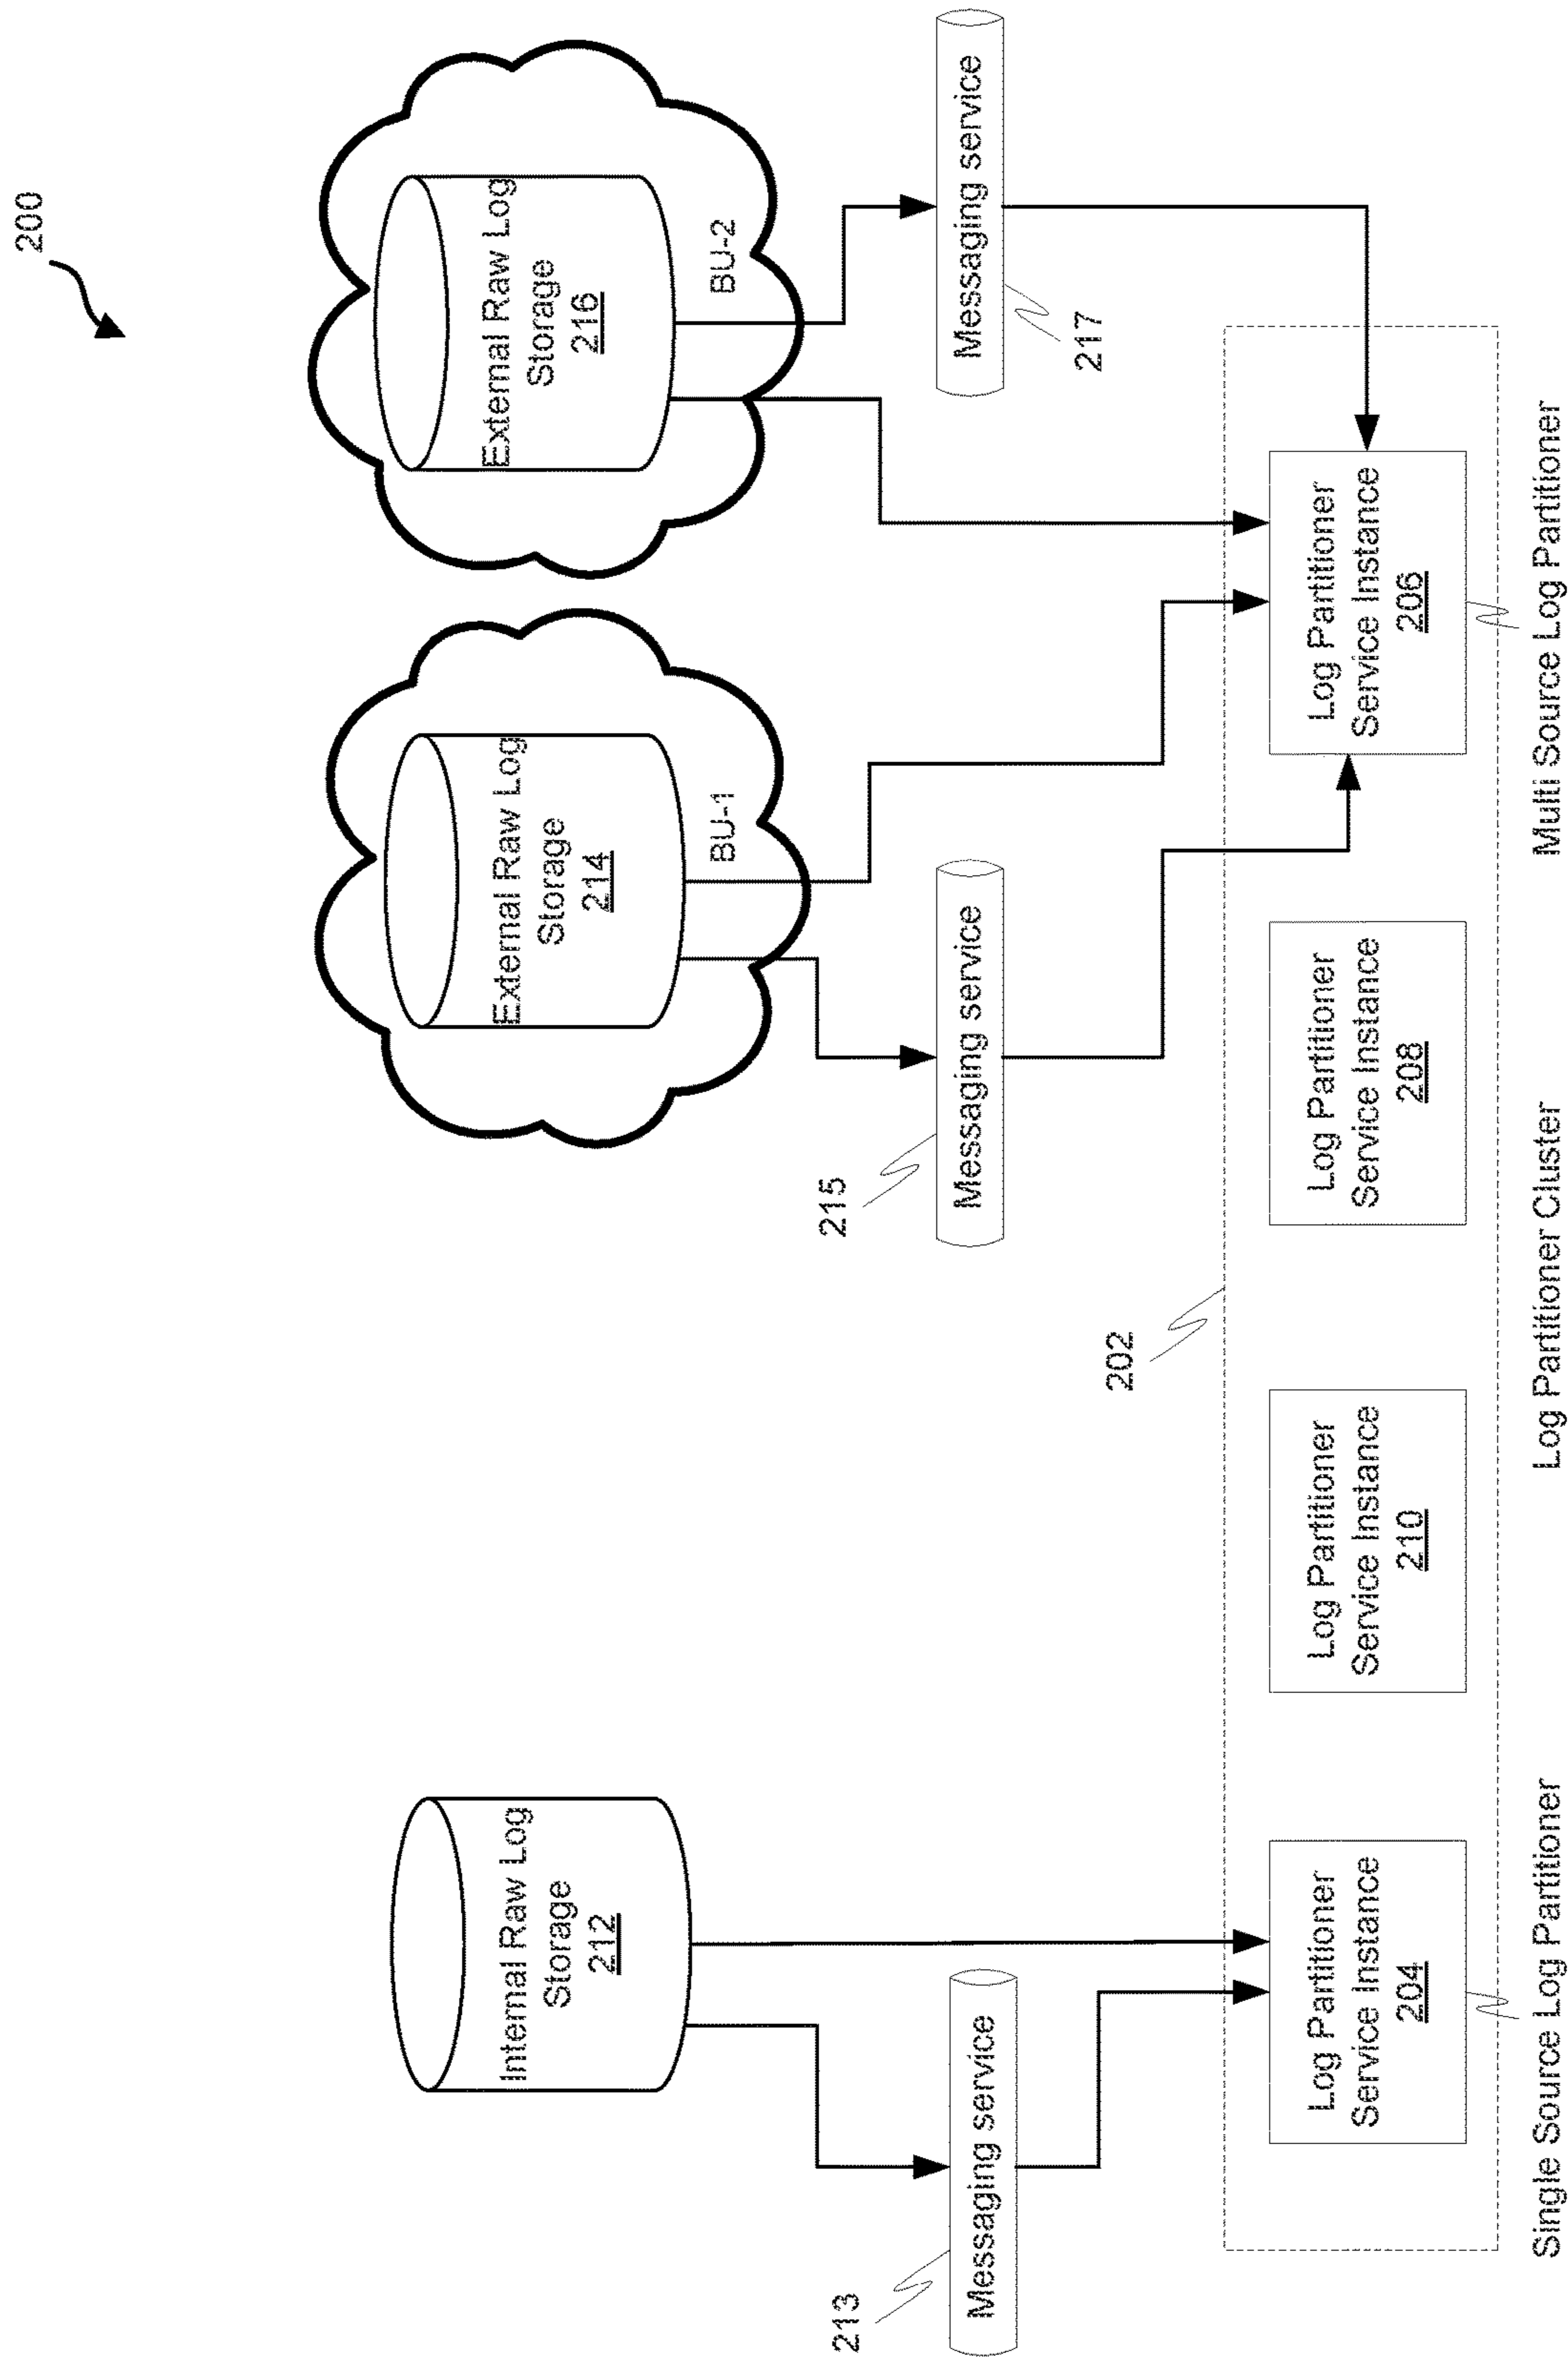 200
Internal Raw Log
Storage
212
External Raw Log
Storage
214
BU-1
External Raw Log
Storage
216
BU-2
213
Messaging service
215
Messaging service
Messaging service
217
202
Log Partitioner
Service Instance
204
Log Partitioner
Service Instance
210
Log Partitioner
Service Instance
208
Log Partitioner
Service Instance
206
Single Source Log Partitioner
Log Partitioner Cluster
Multi Source Log Partitioner